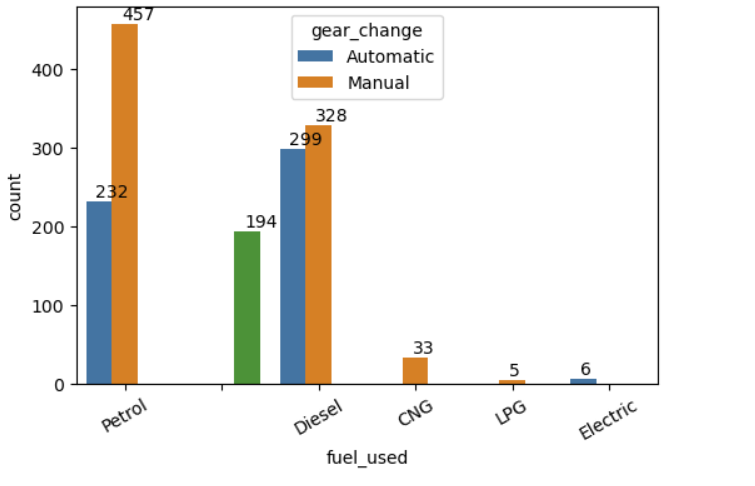 457
gear_change
Automatic
Manual
400
328
300
299
232
194
200
count
100
33
5
6
0
Petrol
Diesel
CNG
LPG
Electric
fuel_used